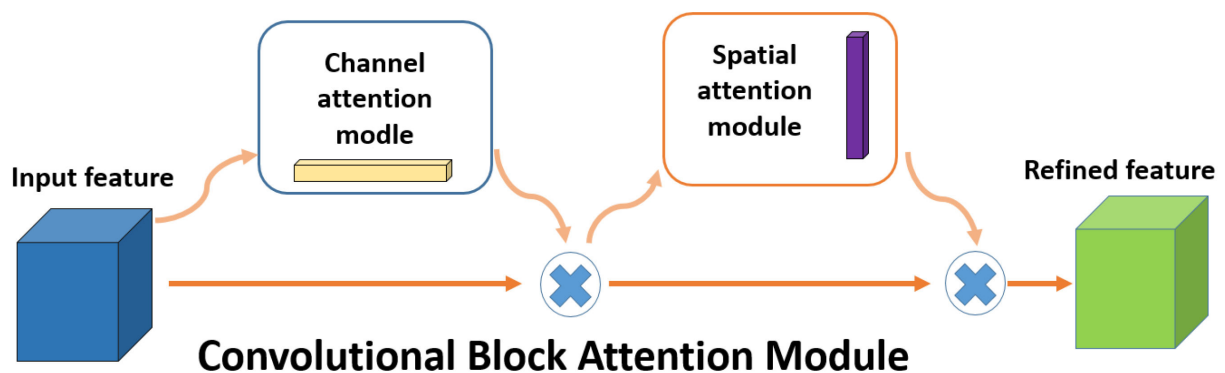 Channel
attention
modle
Spatial
attention
module
Input feature
Refined feature
Convolutional Block Attention Module